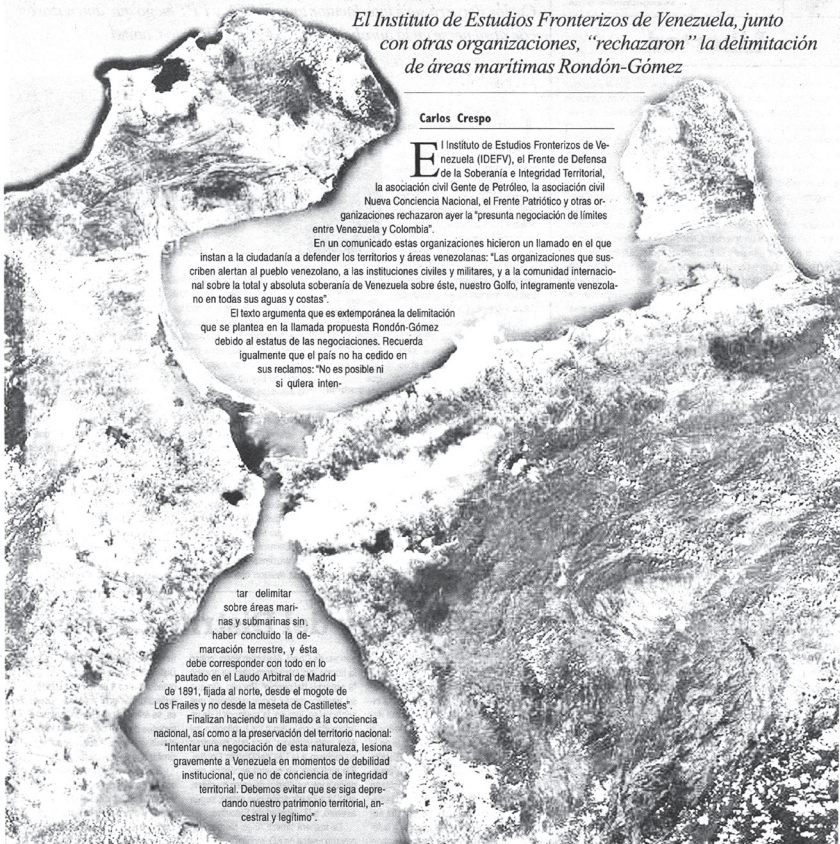 El Instituto de Estudios Fronterizos de Venezuela, junto
con otras organizaciones, “rechazaron” la delimitación
de áreas marítimas Rondón-Gómez
Carlos Crespo
El Instituto de Estudios Fronterizos de Ve-
nezuela (IDEFV), el Frente de Defensa
de la Soberanía e Integridad Territorial,
la asociación civil Gente de Petróleo, la asociación civil
Nueva Conciencia Nacional, el Frente Patriótico y otras or-
ganizaciones rechazaron ayer la “presunta negociación de límites
entre Venezuela y Colombia”.
En un comunicado estas organizaciones hicieron un llamado en el que
instan a la ciudadanía a defender los territorios y áreas venezolanas: “Las organizaciones que sus-
criben alertan al pueblo venezolano, a las instituciones civiles y militares, y a la comunidad internacio-
nal sobre la total y absoluta soberanía de Venezuela sobre éste, nuestro Golfo, integramente venezola-
no en todas sus aguas y costas”.
El texto argumenta que es extemporánea la delimitación
que se plantea en la llamada propuesta Rondón-Gómez
debido al estatus de las negociaciones. Recuerda
igualmente que el país no ha cedido en
sus reclamos: “No es posible ni
si quiera inten-
tar delimitar
sobre áreas mari-
nas y submarinas sin
haber concluido la de-
marcación terrestre, y ésta
debe corresponder con todo en lo
pautado en el Laudo Arbitral de Madrid
de 1891, fijada al norte, desde el mogote de
Los Frailes y no desde la meseta de Castilletes”.
Finalizan haciendo un llamado a la conciencia
nacional, así como a la preservación del territorio nacional:
“Intentar una negociación de esta naturaleza, lesiona
gravemente a Venezuela en momentos de debilidad
institucional, que no de conciencia de integridad
territorial. Debemos evitar que se siga depre-
dando nuestro patrimonio territorial, an-
cestral y legítimo”.